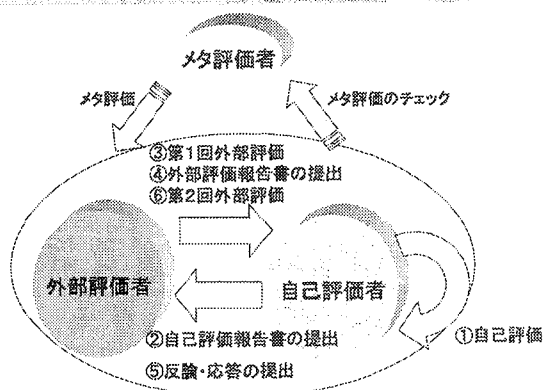 メタ評価者
メタ評価
メタ評価のチェック
③第1回外部評価
④外部評価報告書の提出
⑥第2回外部評価
外部評価者
自己評価者
②自己評価報告書の提出
①自己評価
⑤反論・応答の提出